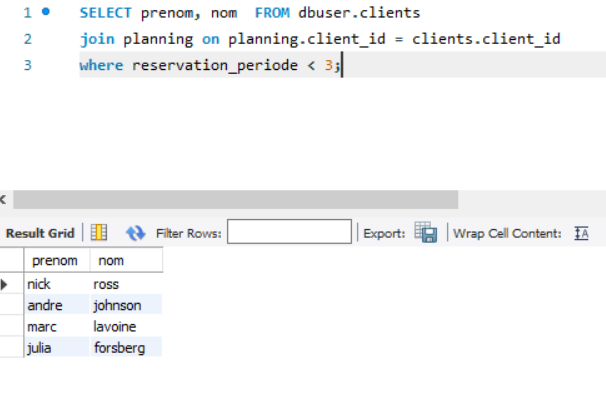 1 SELECT prenom, nom  FROM dbuser.clients
2 join planning on planning.client_id = clients.client_id
3 where reservation_periode < 3;
Result Grid Filter Rows: Export: Wrap Cell Content: IA
prenom nom
nick ross
andre johnson
marc lavoine
julia forsberg